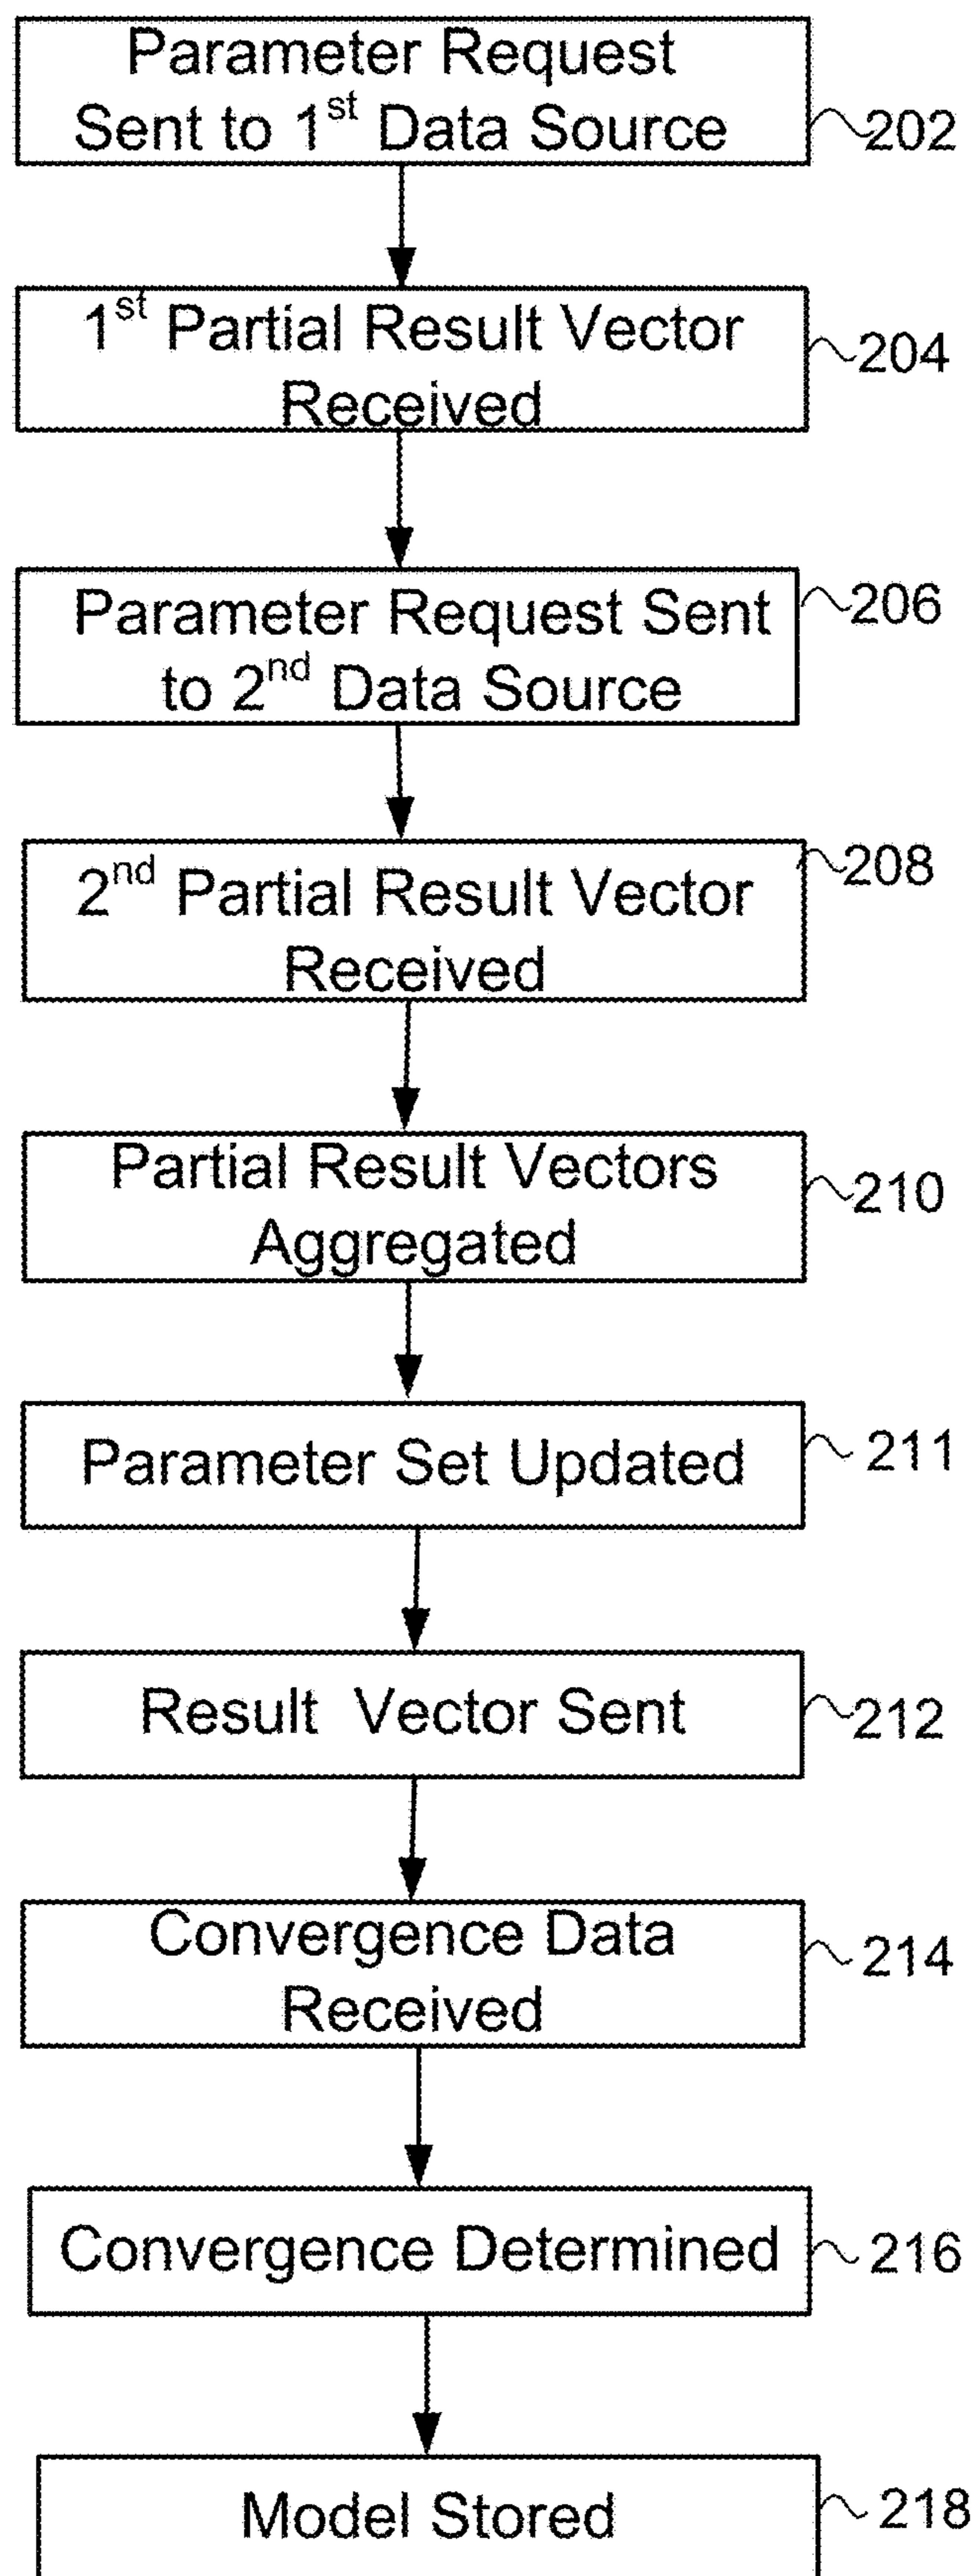 Parameter Request
Sent to 1st Data Source
202
1st Partial Result Vector
Received
204
Parameter Request Sent
to 2nd Data Source
206
2nd Partial Result Vector
Received
208
Partial Result Vectors
Aggregated
210
Parameter Set Updated
211
Result Vector Sent
212
Convergence Data
Received
214
Convergence Determined
216
Model Stored
218